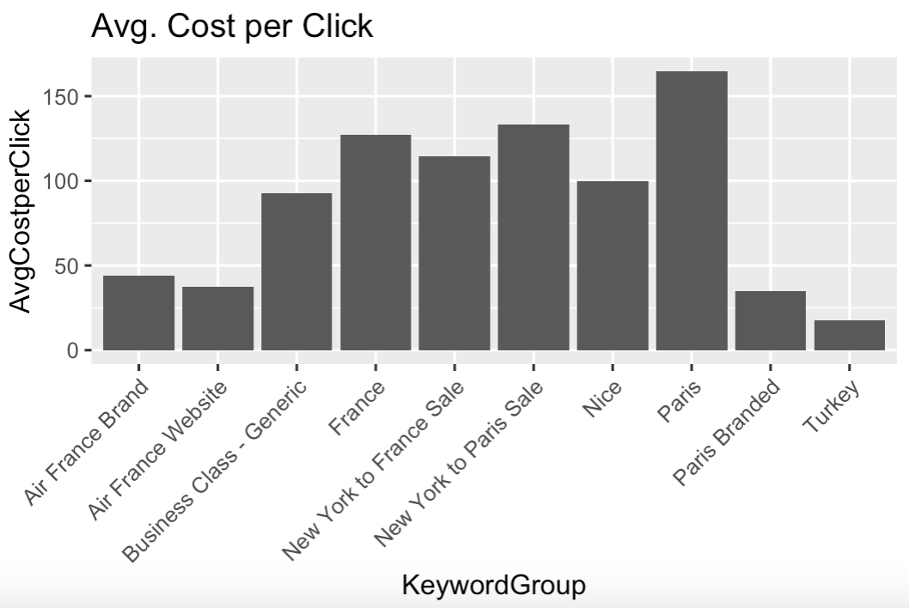 Avg. Cost per Click
AvgCostperClick
150
100
50
0
Air France Brand
Air France Website
Business Class - Generic
France
New York to France Sale
New York to Paris Sale
Nice
Paris
Paris Branded
Turkey
KeywordGroup